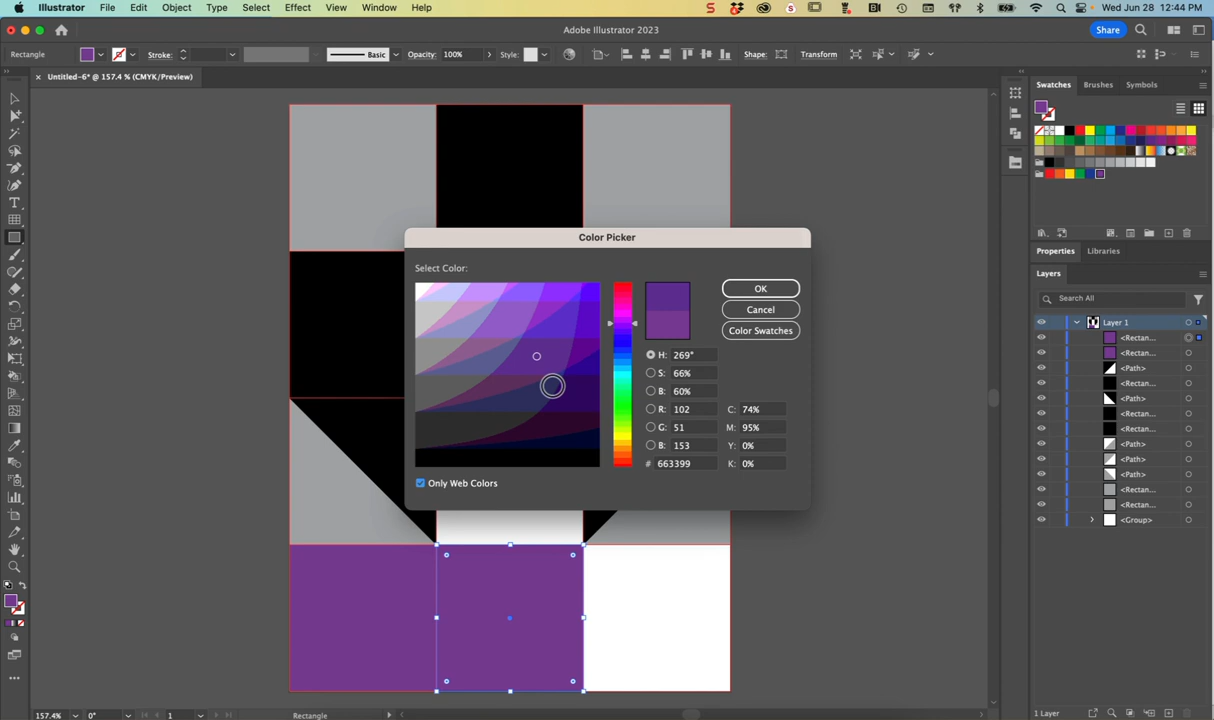 Illustrator File Edit Object Type Select Effect View Window Help Wed Jun 28 12:44 PM
Adobe Illustrator 2023
Share
Rectangle Stroke: Basic Opacity: 100% Style: Shape: Transform
× Untitled-6* @ 157.4 % (CMYK/Preview)
Swatches Brushes Symbols
Color Picker
Select Color:
OK
Cancel
Color Swatches
H: 269°
S: 66%
B: 60%
R: 102 C: 74%
G: 51 M: 95%
B: 153 Y: 0%
# 663399 K: 0%
Only Web Colors
Properties Libraries
Layers
Search All
Layer 1
<Rectan...
<Rectan...
<Path>
<Rectan...
<Path>
<Rectan...
<Rectan...
<Path>
<Path>
<Path>
<Rectan...
<Rectan...
<Group>
157.4% 0° 1 Rectangle
1 Layer